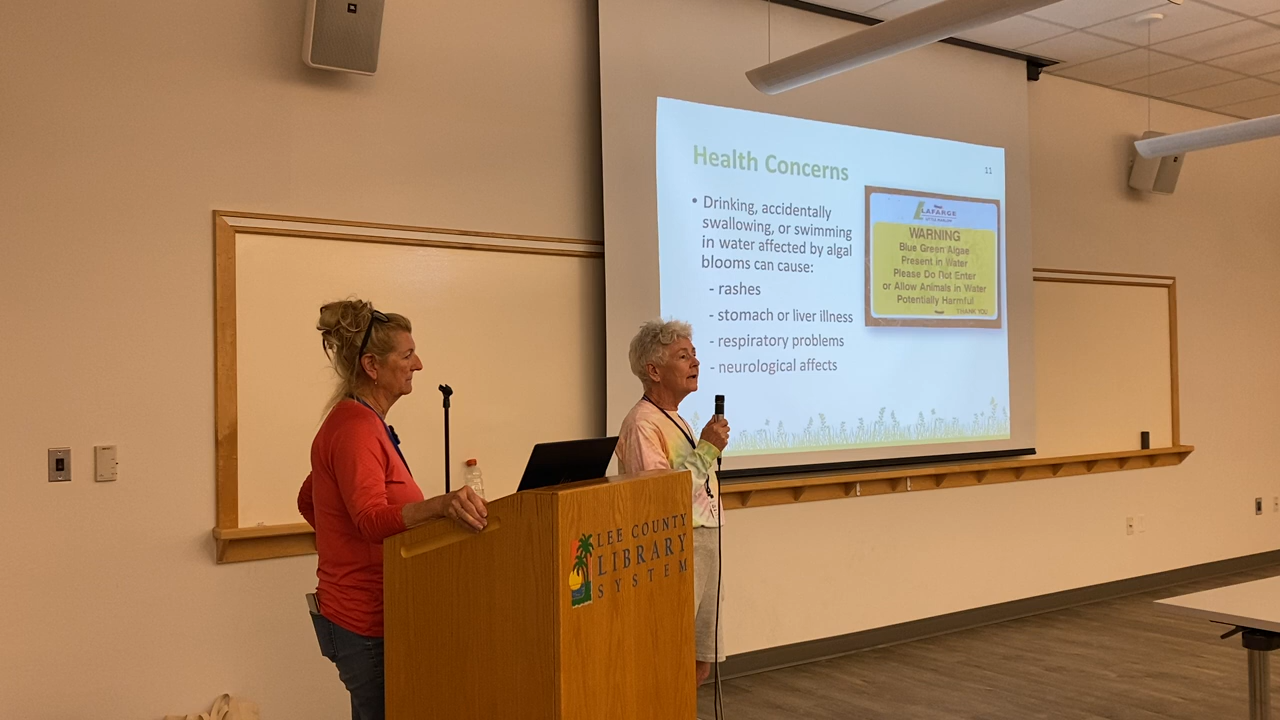 JBL
Health Concerns
11
• Drinking, accidentally
swallowing, or swimming
in water affected by algal
blooms can cause:
- rashes
- stomach or liver illness
- respiratory problems
- neurological affects
LAFARGE
WARNING
Blue Green Algae
Present in Water
Please Do Not Enter
or Allow Animals in Water
Potentially Harmful
THANK YOU
LEE COUNTY
LIBRARY
SYSTEM